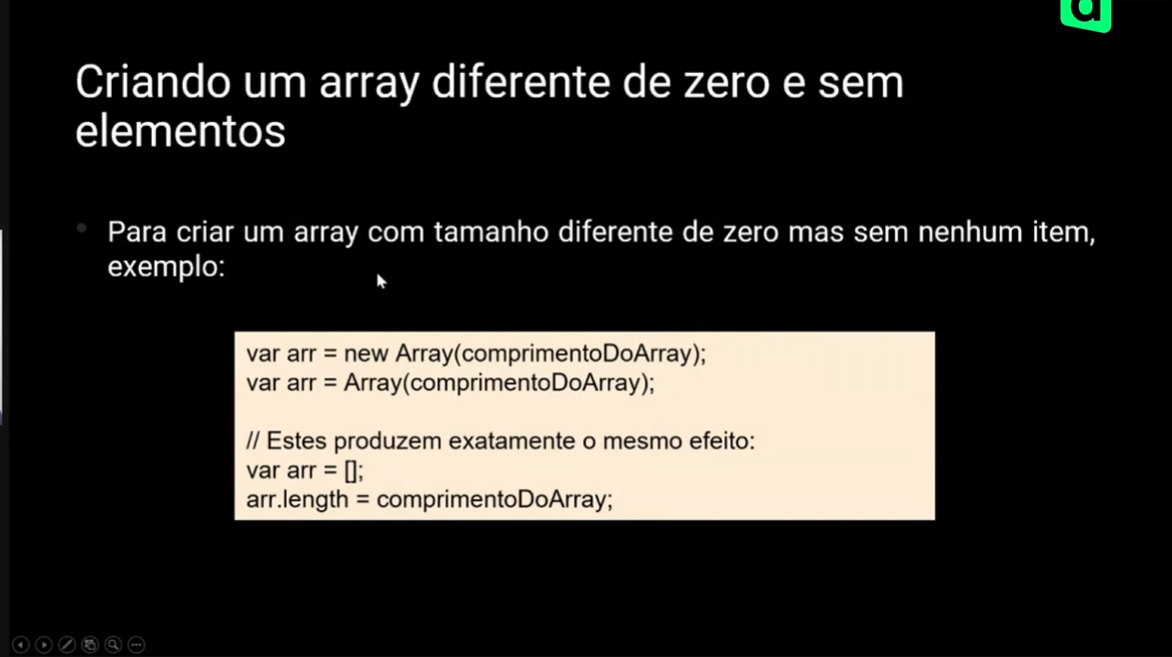 Criando um array diferente de zero e sem
elementos
Para criar um array com tamanho diferente de zero mas sem nenhum item,
exemplo:
var arr = new Array(comprimentoDoArray);
var arr = Array(comprimentoDoArray);
// Estes produzem exatamente o mesmo efeito:
var arr = [];
arr.length = comprimentoDoArray;